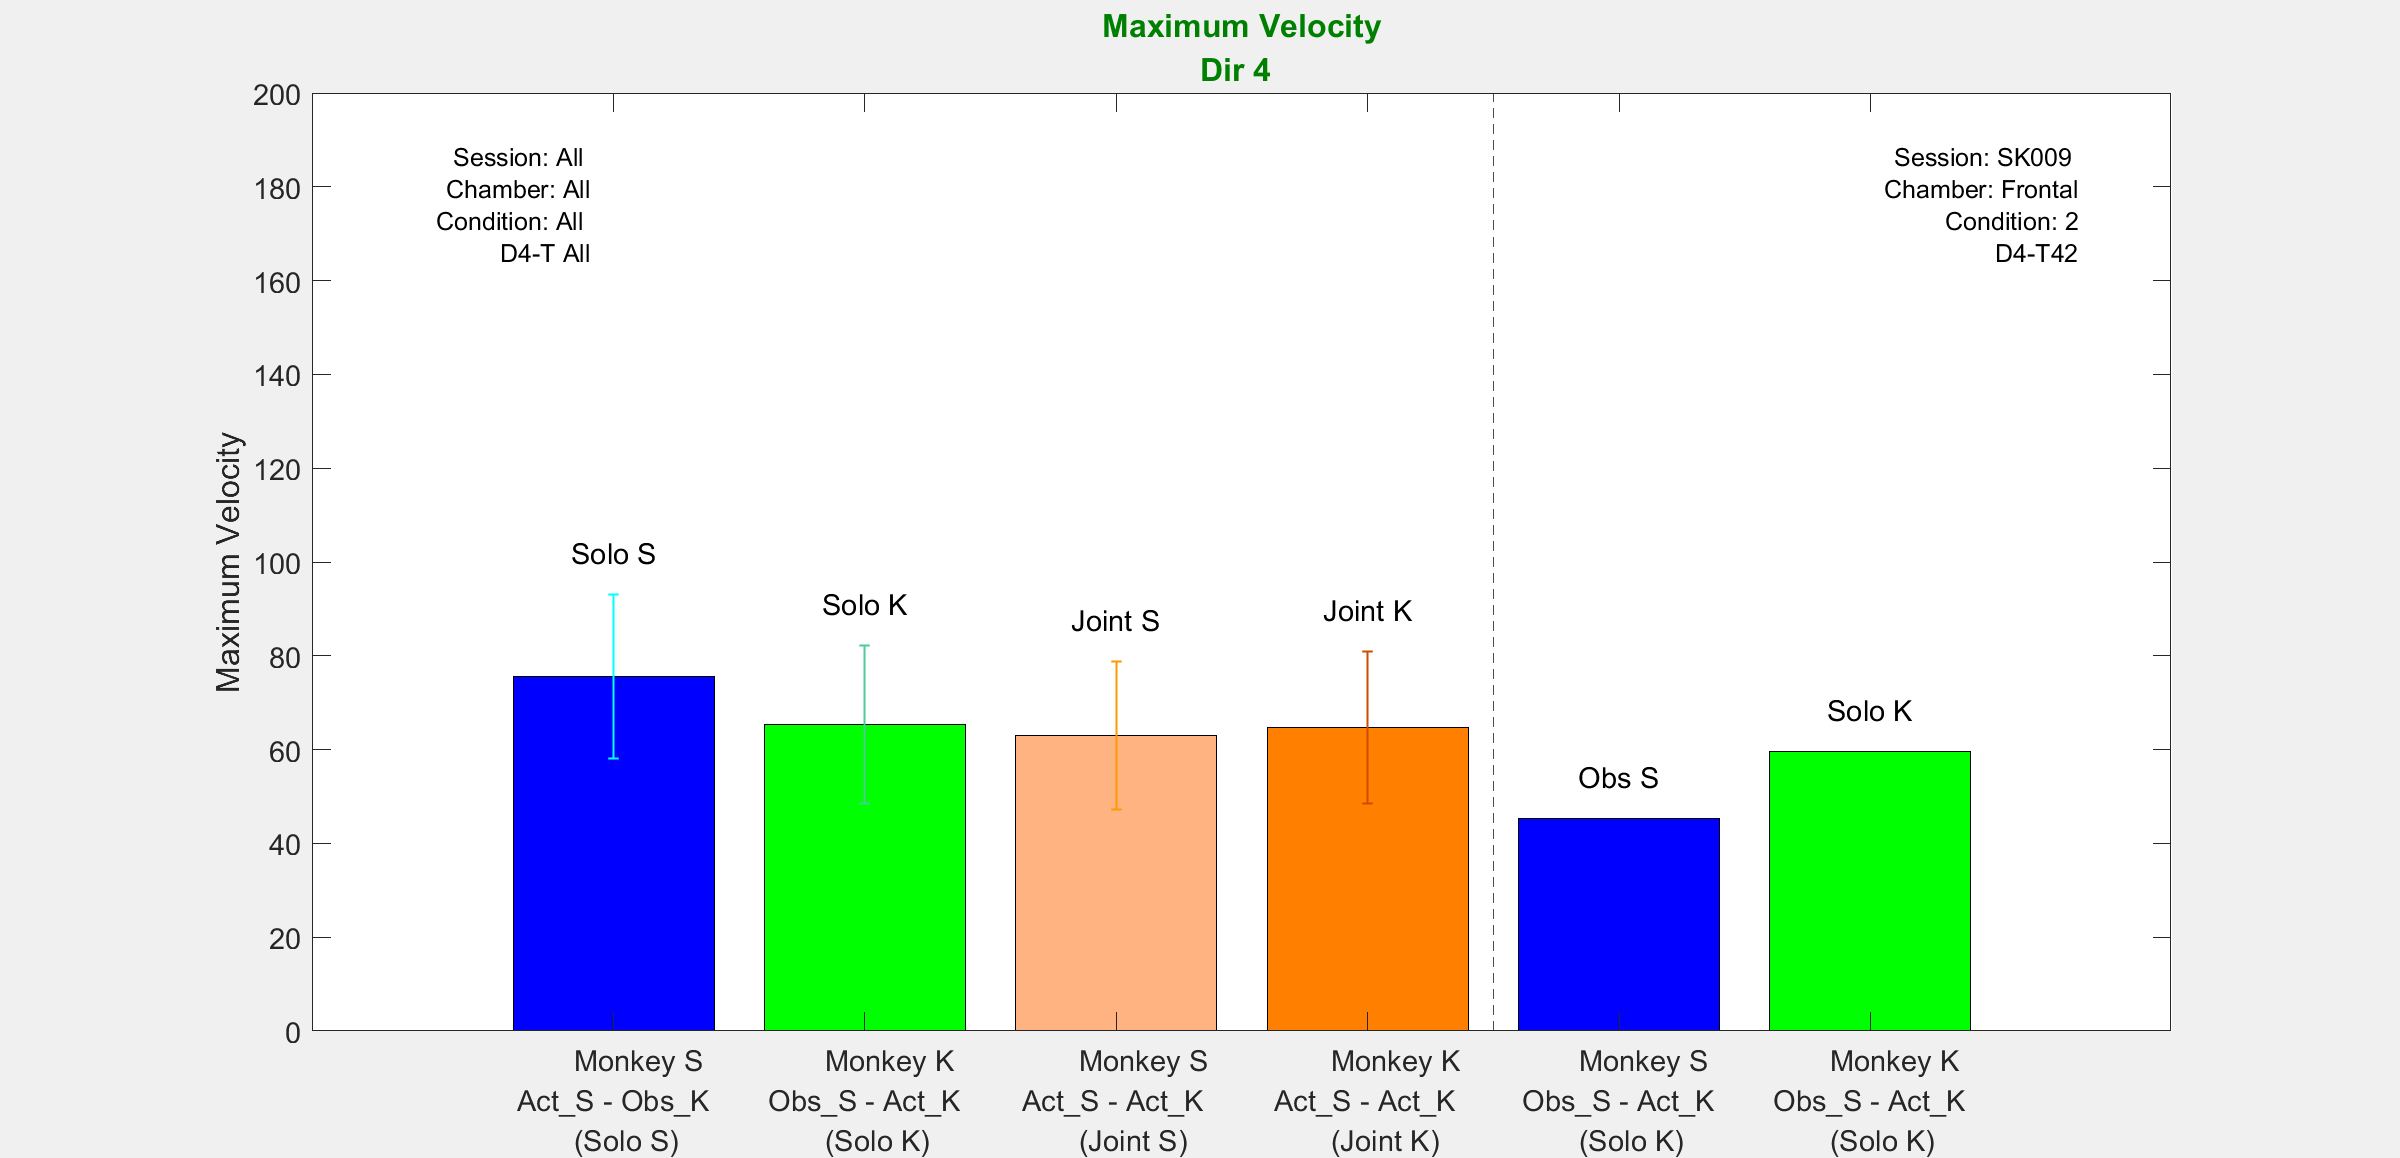 Maximum Velocity
Dir 4
200
180
160
140
120
100
80
60
40
20
0
Maximum Velocity
Session: All
Chamber: All
Condition: All
D4-T All
Session: SK009
Chamber: Frontal
Condition: 2
D4-T42
Solo S
Solo K
Joint S
Joint K
Obs S
Solo K
Monkey S
Act_S - Obs_K
(Solo S)
Monkey K
Obs_S - Act_K
(Solo K)
Monkey S
Act_S - Act_K
(Joint S)
Monkey K
Act_S - Act_K
(Joint K)
Monkey S
Obs_S - Act_K
(Solo K)
Monkey K
Obs_S - Act_K
(Solo K)